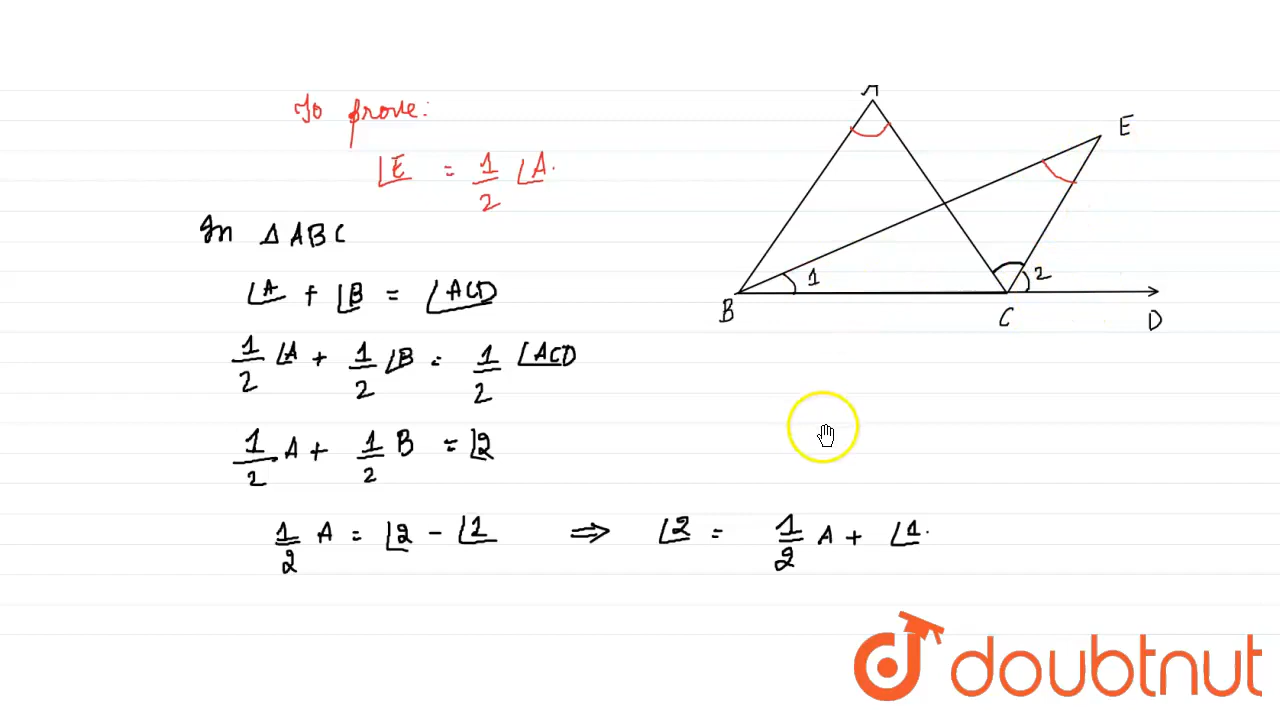 To prove:
∠E = 1/2 ∠A.
In Δ ABC
∠A + ∠B = ∠ACD
1/2 ∠A + 1/2 ∠B = 1/2 ∠ACD
1/2 A + 1/2 B = ∠2
1/2 A = ∠2 - ∠1 ⇒ ∠2 = 1/2 A + ∠1.
A
E
1
2
B
C
D
doubtnut